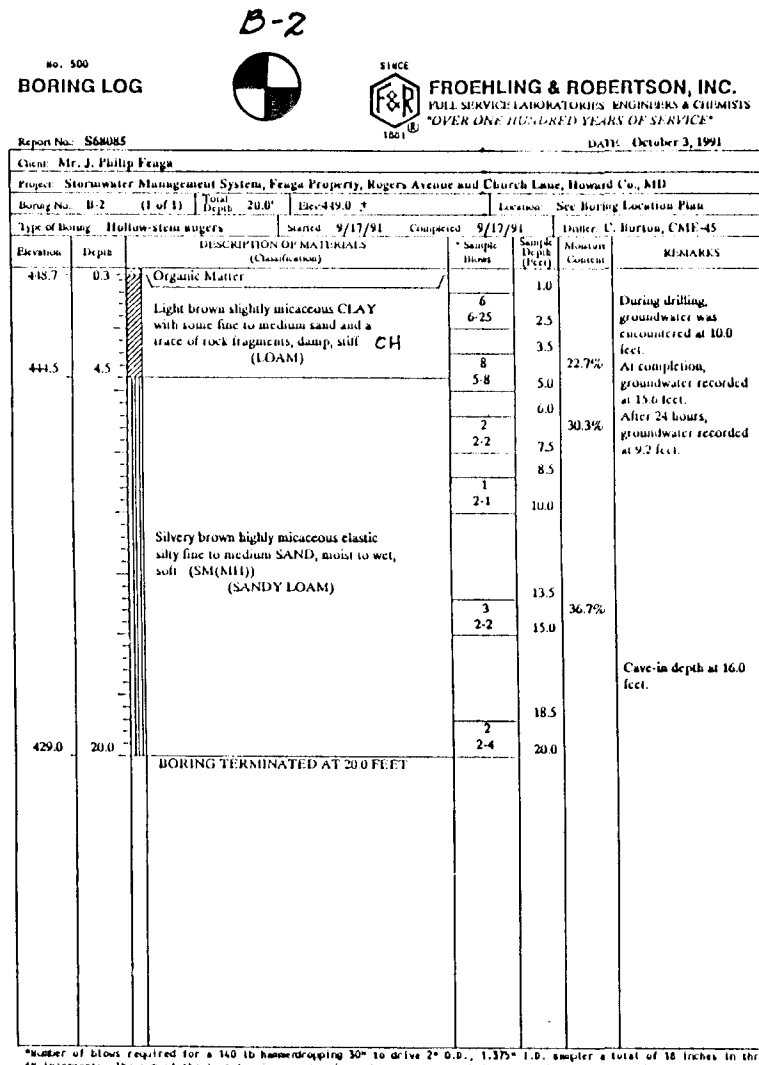 B-2
No. 500
BORING LOG
SINCE
F&R
1881 ®
FROEHLING & ROBERTSON, INC.
FULL SERVICE LABORATORIES ENGINEERS & CHEMISTS
"OVER ONE HUNDRED YEARS OF SERVICE"
Report No.: S68085
DATE October 3, 1991
Client: Mr. J. Philip Feaga
Project: Stormwater Management System, Feaga Property, Rogers Avenue and Church Lane, Howard Co., MD
Boring No. B-2 (1 of 1) Total Depth 20.0' Elev 449.0 ± Location: See Boring Location Plan
Type of Boring Hollow-stem augers Started 9/17/91 Completed 9/17/91 Driller: C. Burton, CME-45
Elevation Depth DESCRIPTION OF MATERIALS (Classification) * Sample Blows Sample Depth (Feet) Moisture Content REMARKS
448.7 0.3 Organic Matter
1.0
Light brown slightly micaceous CLAY
with some fine to medium sand and a
trace of rock fragments, damp, stiff CH
(LOAM)
6
6-25 2.5
3.5
444.5 4.5
8 22.7%
5-8 5.0
6.0
2 30.3%
2-2 7.5
8.5
1
2-1 10.0
Silvery brown highly micaceous elastic
silty fine to medium SAND, moist to wet,
soft (SM(MH))
(SANDY LOAM)
13.5
3 36.7%
2-2 15.0
18.5
2
2-4 20.0
429.0 20.0
BORING TERMINATED AT 20.0 FEET
During drilling,
groundwater was
encountered at 10.0
feet.
At completion,
groundwater recorded
at 15.6 feet.
After 24 hours,
groundwater recorded
at 9.2 feet.
Cave-in depth at 16.0
feet.
*Number of blows required for a 140 lb hammer dropping 30" to drive 2" O.D., 1.375" I.D. sampler a total of 18 inches in